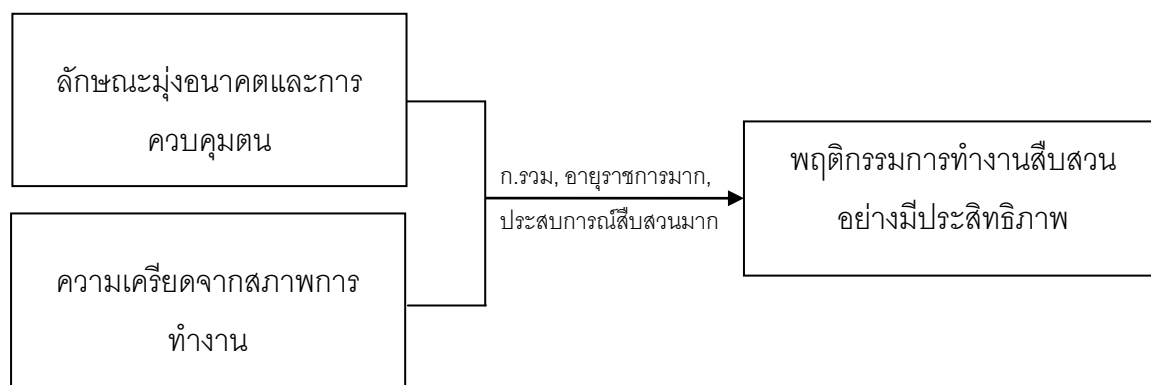 ลักษณะมุ่งอนาคตและการ
ควบคุมตน
ความเครียดจากสภาพการ
ทำงาน
ก.รวม, อายุราชการมาก,
ประสบการณ์สืบสวนมาก
พฤติกรรมการทำงานสืบสวน
อย่างมีประสิทธิภาพ